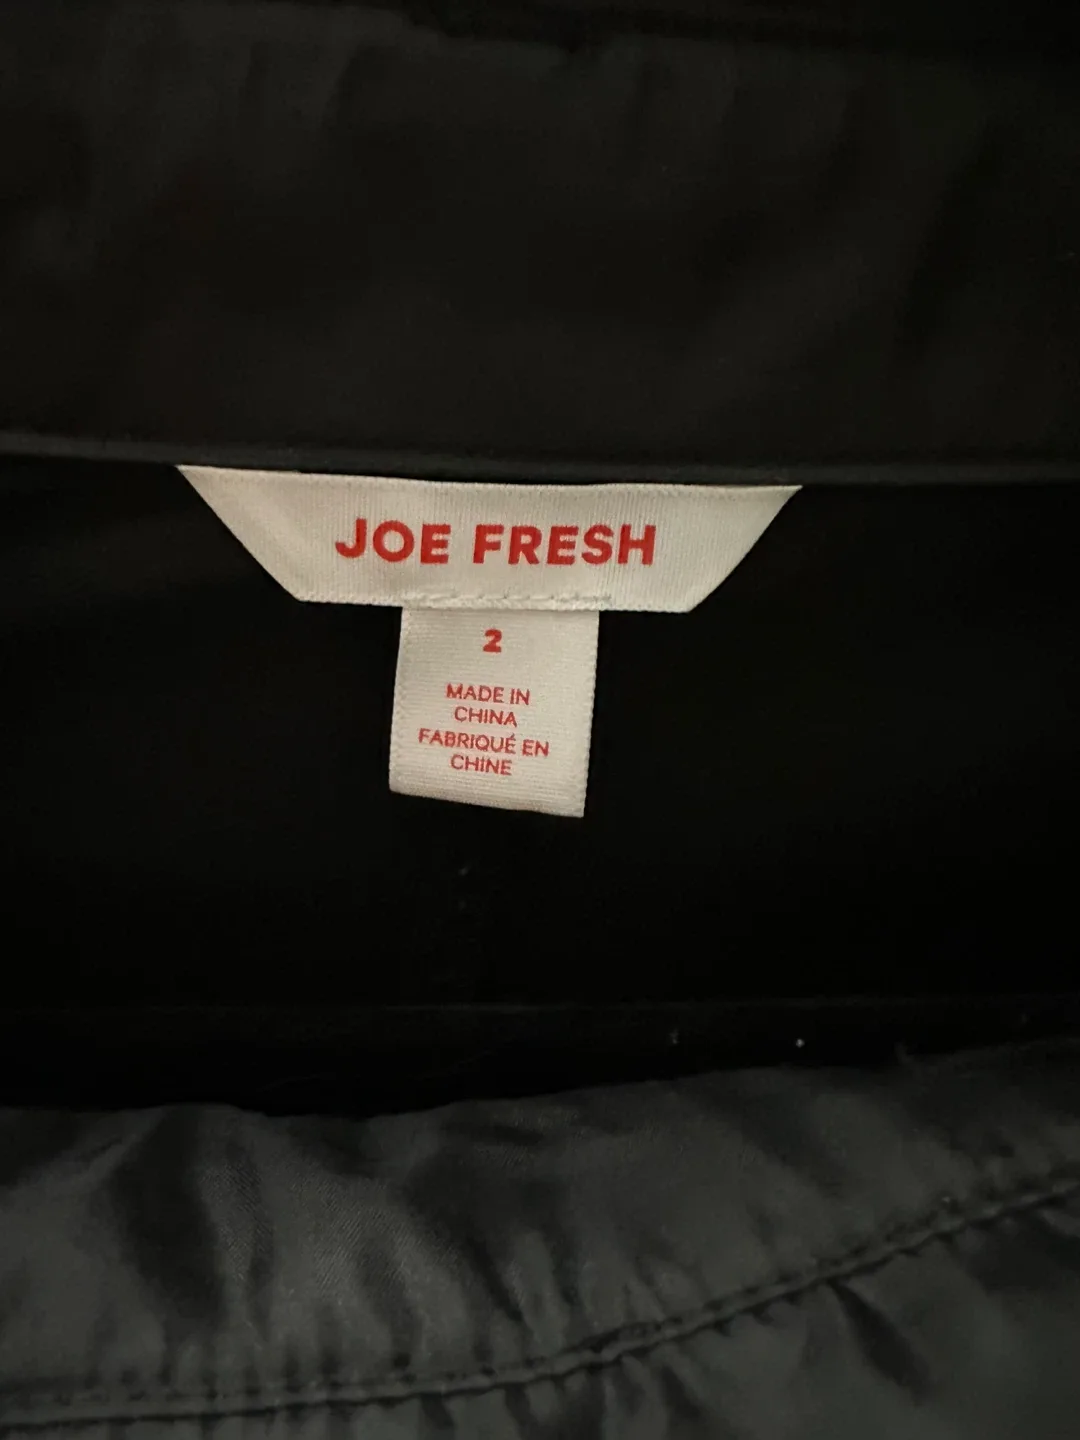 JOE FRESH
2
MADE IN
CHINA
FABRIQUÉ EN
CHINE